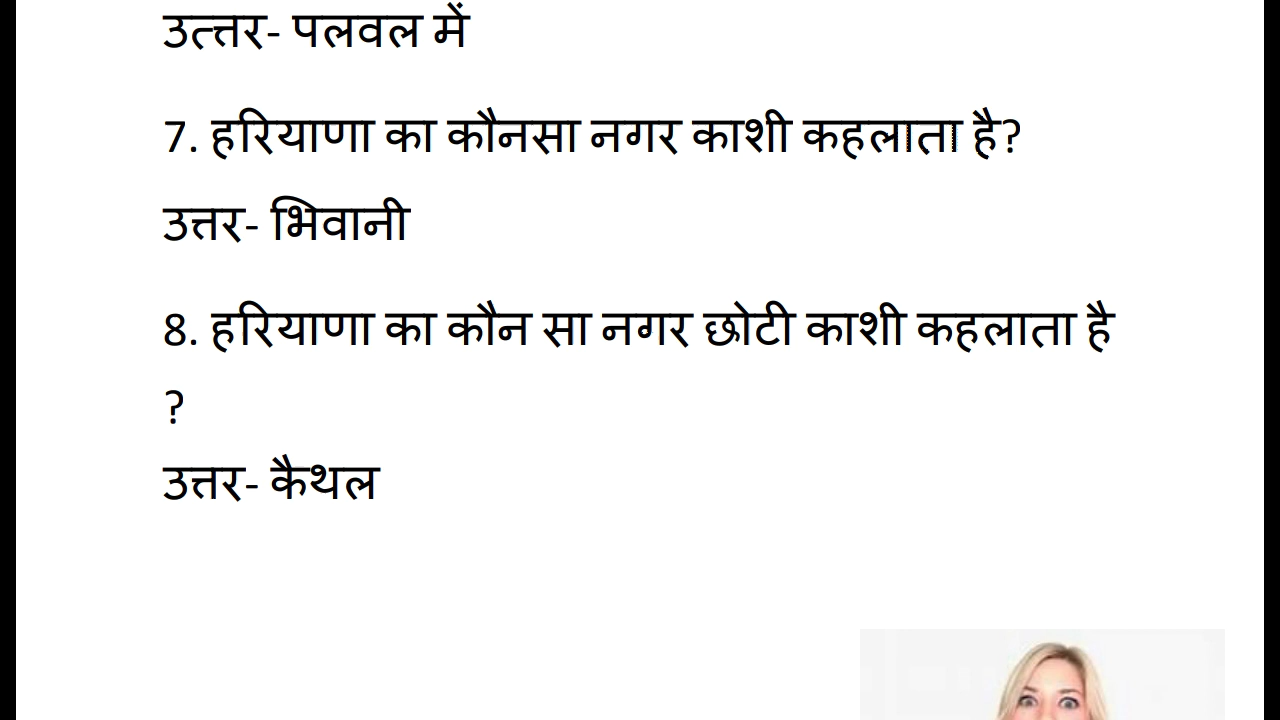 उत्तर- पलवल में
7. हरियाणा का कौनसा नगर काशी कहलाता है?
उत्तर- भिवानी
8. हरियाणा का कौन सा नगर छोटी काशी कहलाता है
?
उत्तर- कैथल